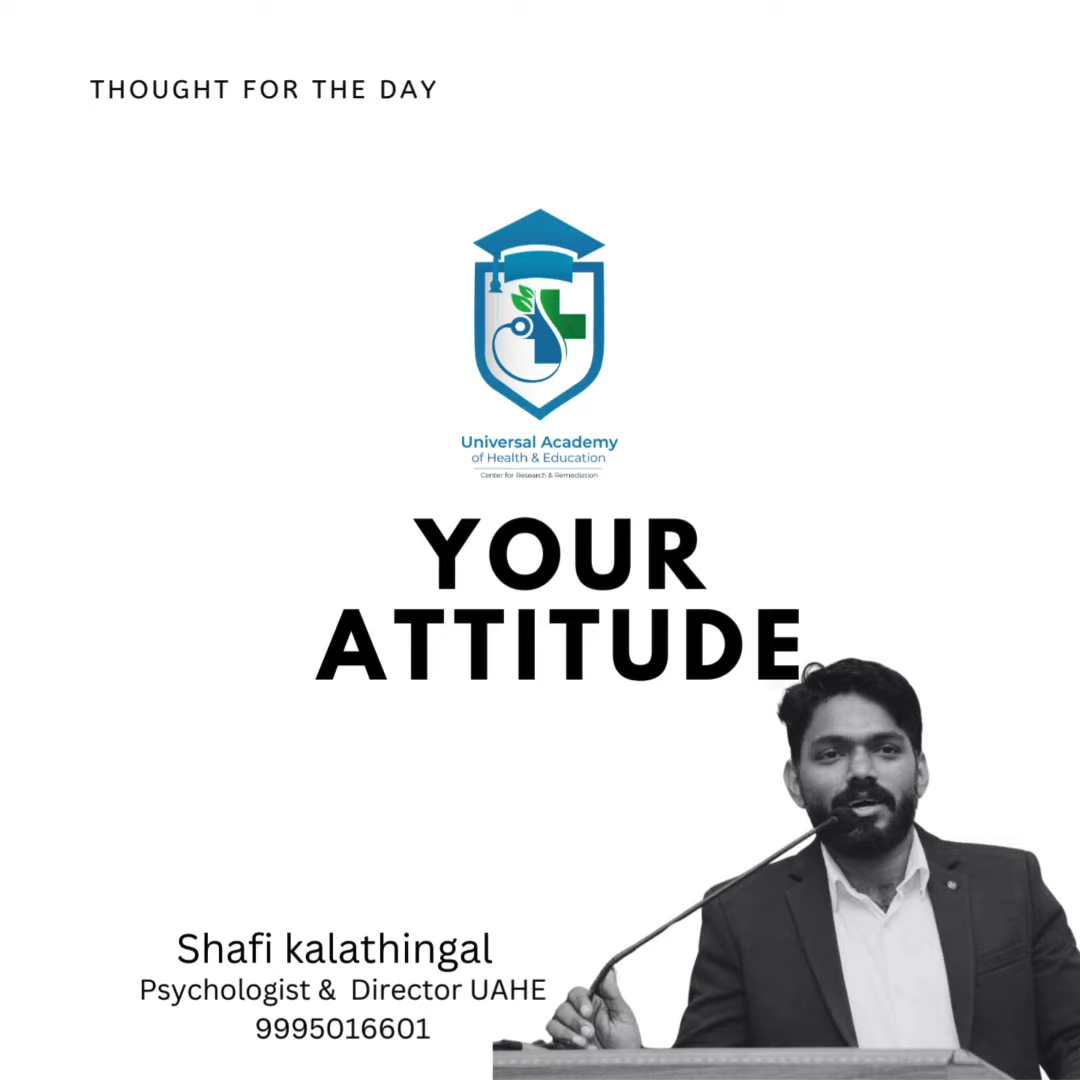 THOUGHT FOR THE DAY
Universal Academy
of Health & Education
Center for Research & Remediation
YOUR
ATTITUDE
Shafi kalathingal
Psychologist & Director UAHE
9995016601